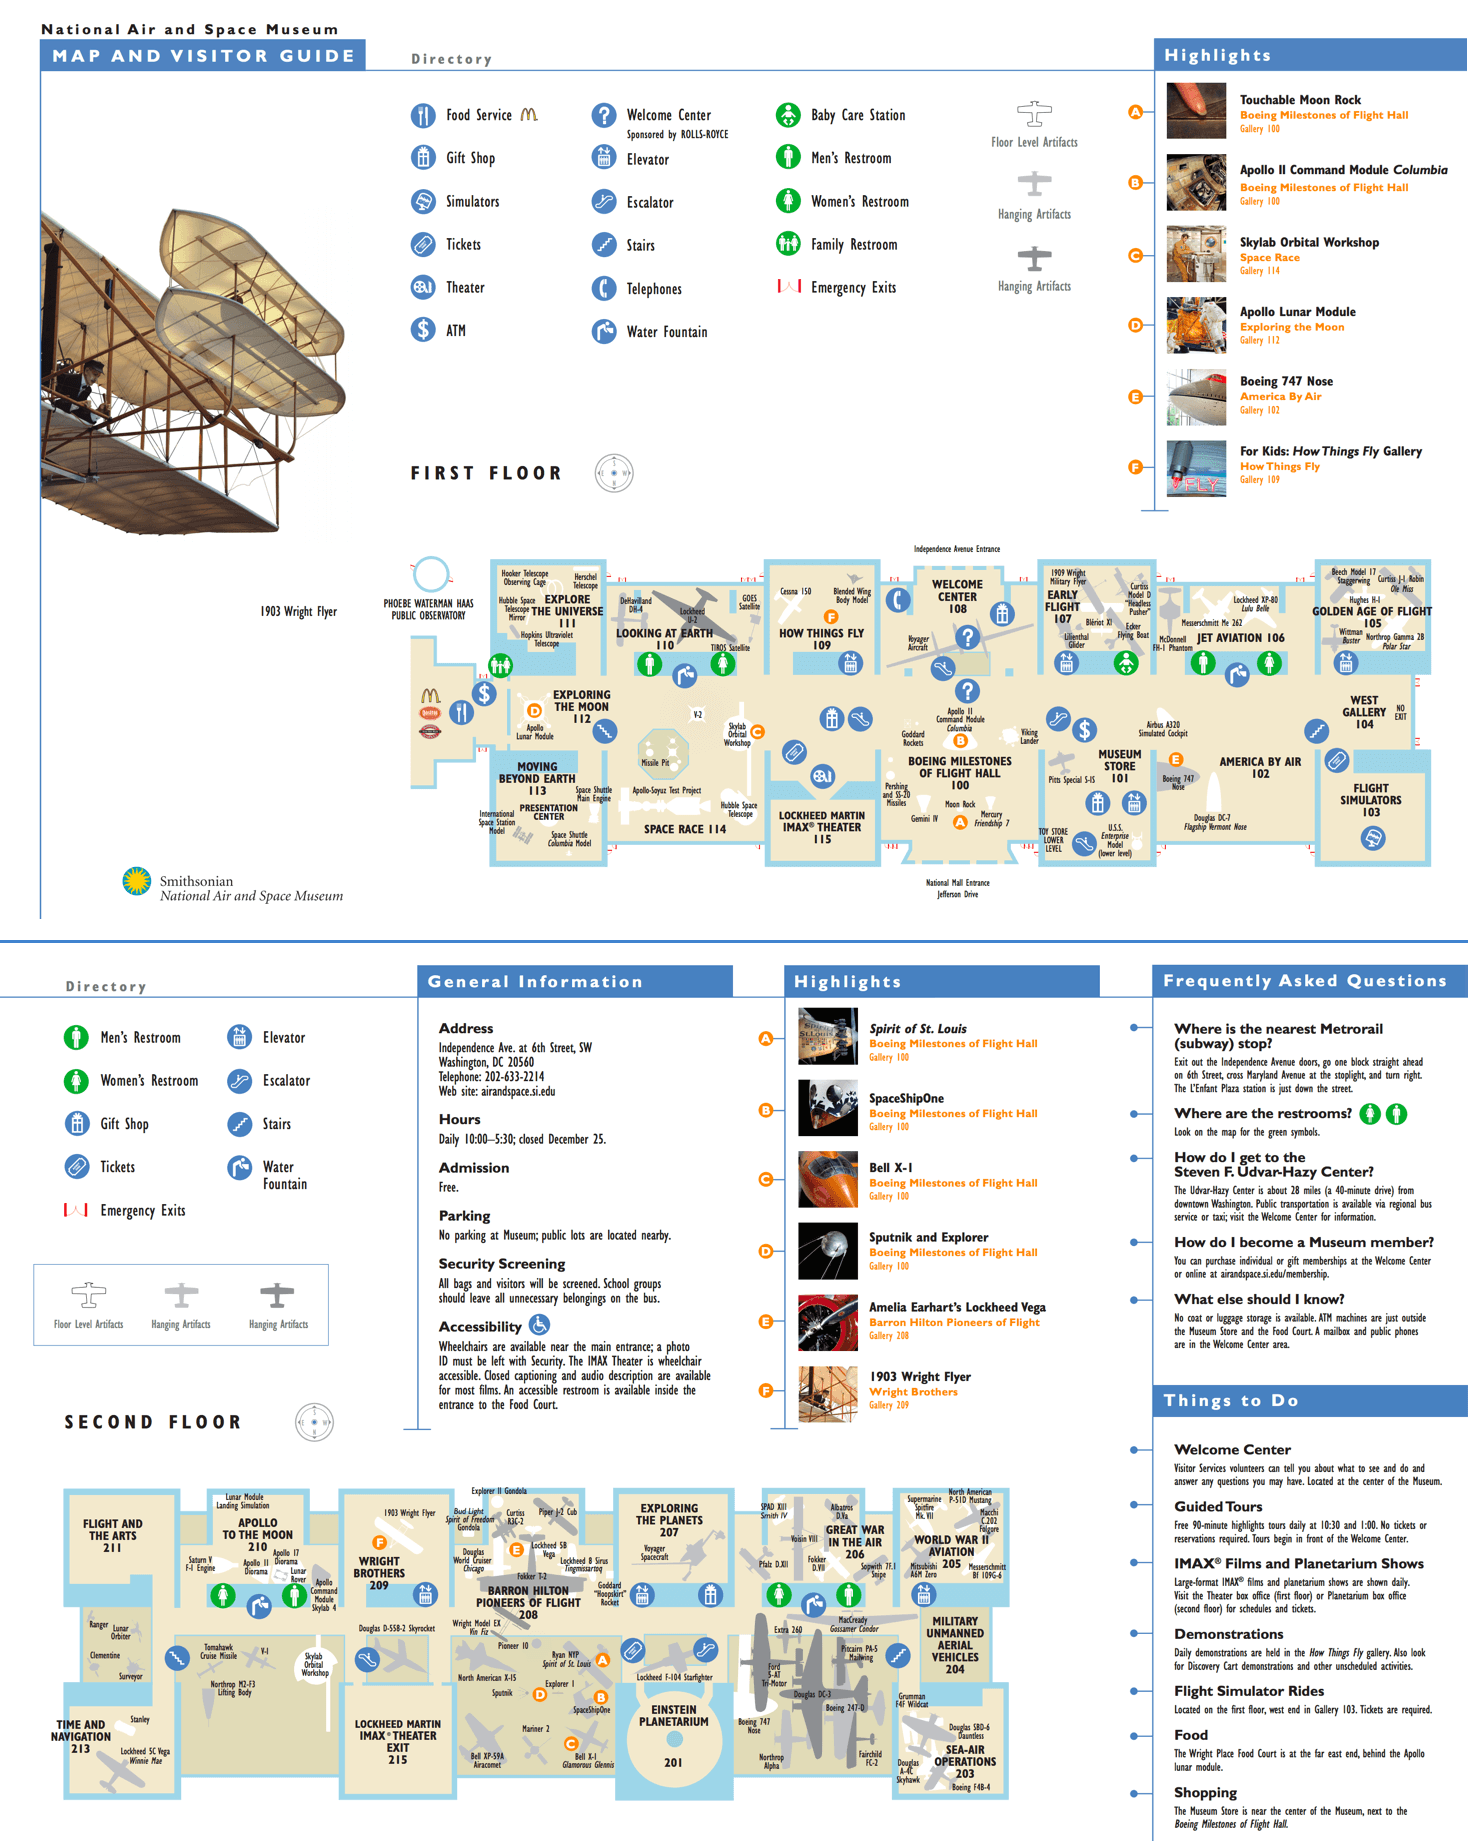 National Air and Space Museum
MAP AND VISITOR GUIDE
Directory
Food Service
Gift Shop
Simulators
Tickets
Theater
ATM
Welcome Center
Sponsored by ROLLS-ROYCE
Elevator
Escalator
Stairs
Telephones
Water Fountain
Baby Care Station
Men's Restroom
Women's Restroom
Family Restroom
Emergency Exits
Floor Level Artifacts
Hanging Artifacts
Hanging Artifacts
Highlights
A
Touchable Moon Rock
Boeing Milestones of Flight Hall
Gallery 100
B
Apollo II Command Module Columbia
Boeing Milestones of Flight Hall
Gallery 100
C
Skylab Orbital Workshop
Space Race
Gallery 114
D
Apollo Lunar Module
Exploring the Moon
Gallery 112
E
Boeing 747 Nose
America By Air
Gallery 102
F
For Kids: How Things Fly Gallery
How Things Fly
Gallery 109
FLY
1903 Wright Flyer
Smithsonian
National Air and Space Museum
FIRST FLOOR
Independence Avenue Entrance
PHOEBE WATERMAN HAAS
PUBLIC OBSERVATORY
Hooker Telescope
Observing Cage
Herschel
Telescope
Hubble Space
Telescope
Mirror
EXPLORE
THE UNIVERSE
111
Hopkins Ultraviolet
Telescope
DeHavilland
DH-4
Lockheed
U-2
GOES
Satellite
LOOKING AT EARTH
110
TIROS Satellite
Cessna 150
Blended Wing
Body Model
F
HOW THINGS FLY
109
WELCOME
CENTER
108
Voyager
Aircraft
1909 Wright
Military Flyer
EARLY
FLIGHT
107
Curtiss
Model D
"Headless
Pusher"
Blériot XI
Ecker
Flying Boat
Lilienthal
Glider
Lockheed XP-80
Lulu Belle
Messerschmitt Me 262
McDonnell
FH-1 Phantom
JET AVIATION 106
Beech Model 17
Staggerwing
Curtiss J-1 Robin
Ole Miss
Hughes H-1
GOLDEN AGE OF FLIGHT
105
Wittman
Buster
Northrop Gamma 2B
Polar Star
EXPLORING
THE MOON
112
D
Apollo
Lunar Module
V-2
Skylab
Orbital
Workshop
C
Missile Pit
Apollo II
Command Module
Columbia
B
Goddard
Rockets
Viking
Lander
BOEING MILESTONES
OF FLIGHT HALL
100
Pershing
and SS-20
Missiles
Gemini IV
Moon Rock
A
Mercury
Friendship 7
Airbus A320
Simulated Cockpit
E
Boeing 747
Nose
AMERICA BY AIR
102
Douglas DC-7
Flagship Vermont Nose
WEST
GALLERY
104
NO
EXIT
MOVING
BEYOND EARTH
113
PRESENTATION
CENTER
Space Shuttle
Main Engine
International
Space Station
Model
Space Shuttle
Columbia Model
Apollo-Soyuz Test Project
Hubble Space
Telescope
SPACE RACE 114
LOCKHEED MARTIN
IMAX® THEATER
115
MUSEUM
STORE
101
Pitts Special S-1S
TOY STORE
LOWER
LEVEL
U.S.S.
Enterprise
Model
(lower level)
FLIGHT
SIMULATORS
103
National Mall Entrance
Jefferson Drive
Directory
Men's Restroom
Women's Restroom
Gift Shop
Tickets
Emergency Exits
Elevator
Escalator
Stairs
Water
Fountain
Floor Level Artifacts
Hanging Artifacts
Hanging Artifacts
General Information
Address
Independence Ave. at 6th Street, SW
Washington, DC 20560
Telephone: 202-633-2214
Web site: airandspace.si.edu
Hours
Daily 10:00–5:30; closed December 25.
Admission
Free.
Parking
No parking at Museum; public lots are located nearby.
Security Screening
All bags and visitors will be screened. School groups
should leave all unnecessary belongings on the bus.
Accessibility
Wheelchairs are available near the main entrance; a photo
ID must be left with Security. The IMAX Theater is wheelchair
accessible. Closed captioning and audio description are available
for most films. An accessible restroom is available inside the
entrance to the Food Court.
Highlights
A
Spirit of St. Louis
Boeing Milestones of Flight Hall
Gallery 100
B
SpaceShipOne
Boeing Milestones of Flight Hall
Gallery 100
C
Bell X-1
Boeing Milestones of Flight Hall
Gallery 100
D
Sputnik and Explorer
Boeing Milestones of Flight Hall
Gallery 100
E
Amelia Earhart's Lockheed Vega
Barron Hilton Pioneers of Flight
Gallery 208
F
1903 Wright Flyer
Wright Brothers
Gallery 209
Frequently Asked Questions
Where is the nearest Metrorail
(subway) stop?
Exit out the Independence Avenue doors, go one block straight ahead
on 6th Street, cross Maryland Avenue at the stoplight, and turn right.
The L'Enfant Plaza station is just down the street.
Where are the restrooms?
Look on the map for the green symbols.
How do I get to the
Steven F. Udvar-Hazy Center?
The Udvar-Hazy Center is about 28 miles (a 40-minute drive) from
downtown Washington. Public transportation is available via regional bus
service or taxi; visit the Welcome Center for information.
How do I become a Museum member?
You can purchase individual or gift memberships at the Welcome Center
or online at airandspace.si.edu/membership.
What else should I know?
No coat or luggage storage is available. ATM machines are just outside
the Museum Store and the Food Court. A mailbox and public phones
are in the Welcome Center area.
Things to Do
Welcome Center
Visitor Services volunteers can tell you about what to see and do and
answer any questions you may have. Located at the center of the Museum.
Guided Tours
Free 90-minute highlights tours daily at 10:30 and 1:00. No tickets or
reservations required. Tours begin in front of the Welcome Center.
IMAX® Films and Planetarium Shows
Large-format IMAX® films and planetarium shows are shown daily.
Visit the Theater box office (first floor) or Planetarium box office
(second floor) for schedules and tickets.
Demonstrations
Daily demonstrations are held in the How Things Fly gallery. Also look
for Discovery Cart demonstrations and other unscheduled activities.
Flight Simulator Rides
Located on the first floor, west end in Gallery 103. Tickets are required.
Food
The Wright Place Food Court is at the far east end, behind the Apollo
lunar module.
Shopping
The Museum Store is near the center of the Museum, next to the
Boeing Milestones of Flight Hall.
SECOND FLOOR
FLIGHT AND
THE ARTS
211
Lunar Module
Landing Simulation
APOLLO
TO THE MOON
210
Saturn V
F-1 Engine
Apollo 11
Diorama
Apollo 17
Diorama
Lunar
Rover
Apollo
Command
Module
Skylab 4
1903 Wright Flyer
F
WRIGHT
BROTHERS
209
Explorer II Gondola
Bud Light
Spirit of Freedom
Gondola
Curtiss
R3C-2
Piper J-2 Cub
E
Lockheed 5B
Vega
Douglas
World Cruiser
Chicago
Lockheed 8 Sirus
Tingmissartoq
Fokker T-2
BARRON HILTON
PIONEERS OF FLIGHT
208
Goddard
"Hoopskirt"
Rocket
Wright Model EX
Vin Fiz
EXPLORING
THE PLANETS
207
Voyager
Spacecraft
SPAD XIII
Smith IV
Albatros
D.Va
Voisin VIII
GREAT WAR
IN THE AIR
206
Pfalz D.XII
Fokker
D.VII
Sopwith 7F.1
Snipe
North American
P-51D Mustang
Supermarine
Spitfire
Mk. VII
Macchi
C.202
Folgore
WORLD WAR II
AVIATION
205
Mitsubishi
A6M Zero
Messerschmitt
Bf 109G-6
Ranger
Lunar
Orbiter
Clementine
Surveyor
Tomahawk
Cruise Missile
V-1
Northrop M2-F3
Lifting Body
Skylab
Orbital
Workshop
Douglas D-558-2 Skyrocket
Pioneer 10
North American X-15
Ryan NYP
Spirit of St. Louis
A
Sputnik
D
Explorer 1
B
SpaceShipOne
Mariner 2
C
Bell XP-59A
Airacomet
Bell X-1
Glamorous Glennis
Lockheed F-104 Starfighter
EINSTEIN
PLANETARIUM
201
Extra 260
MacCready
Gossamer Condor
Pitcairn PA-5
Mailwing
Ford
5-AT
Tri-Motor
Douglas DC-3
Boeing 247-D
Boeing 747
Nose
Northrop
Alpha
Fairchild
FC-2
MILITARY
UNMANNED
AERIAL
VEHICLES
204
Grumman
F4F Wildcat
Douglas SBD-6
Dauntless
SEA-AIR
OPERATIONS
203
Douglas
A-4C
Skyhawk
Boeing F4B-4
TIME AND
NAVIGATION
213
Stanley
Lockheed 5C Vega
Winnie Mae
LOCKHEED MARTIN
IMAX® THEATER
EXIT
215